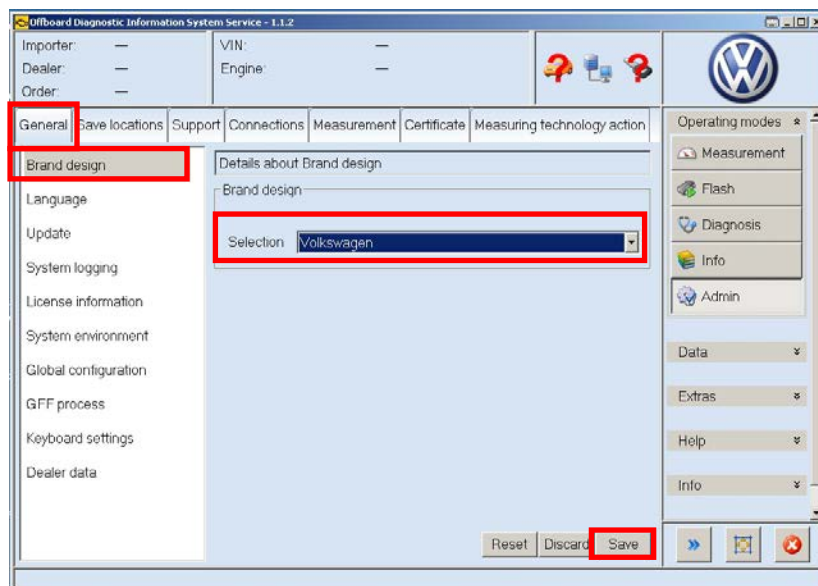 Offboard Diagnostic Information System Service - 1.1.2
Importer: —
Dealer: —
Order: —
VIN: —
Engine: —
General Save locations Support Connections Measurement Certificate Measuring technology action
Brand design
Language
Update
System logging
License information
System environment
Global configuration
GFF process
Keyboard settings
Dealer data
Details about Brand design
Brand design
Selection Volkswagen
Reset Discard Save
Operating modes
Measurement
Flash
Diagnosis
Info
Admin
Data
Extras
Help
Info